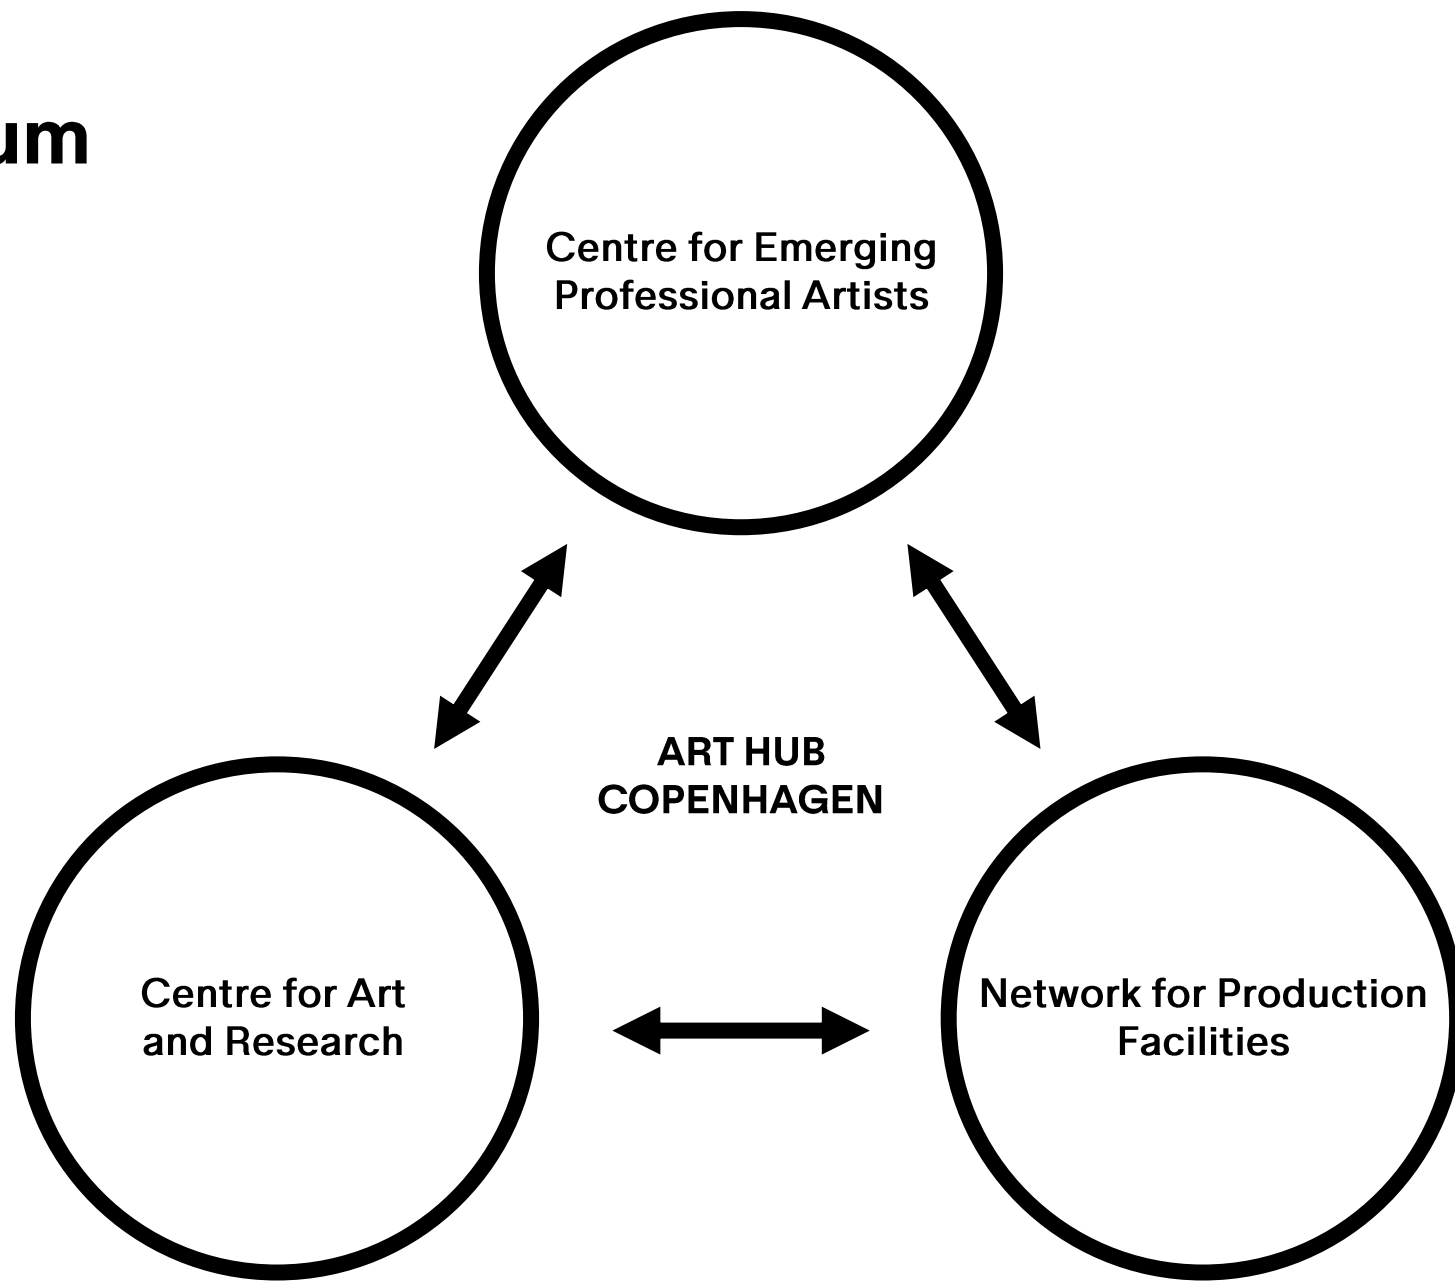 um
Centre for Emerging
Professional Artists
ART HUB
COPENHAGEN
Centre for Art
and Research
Network for Production
Facilities